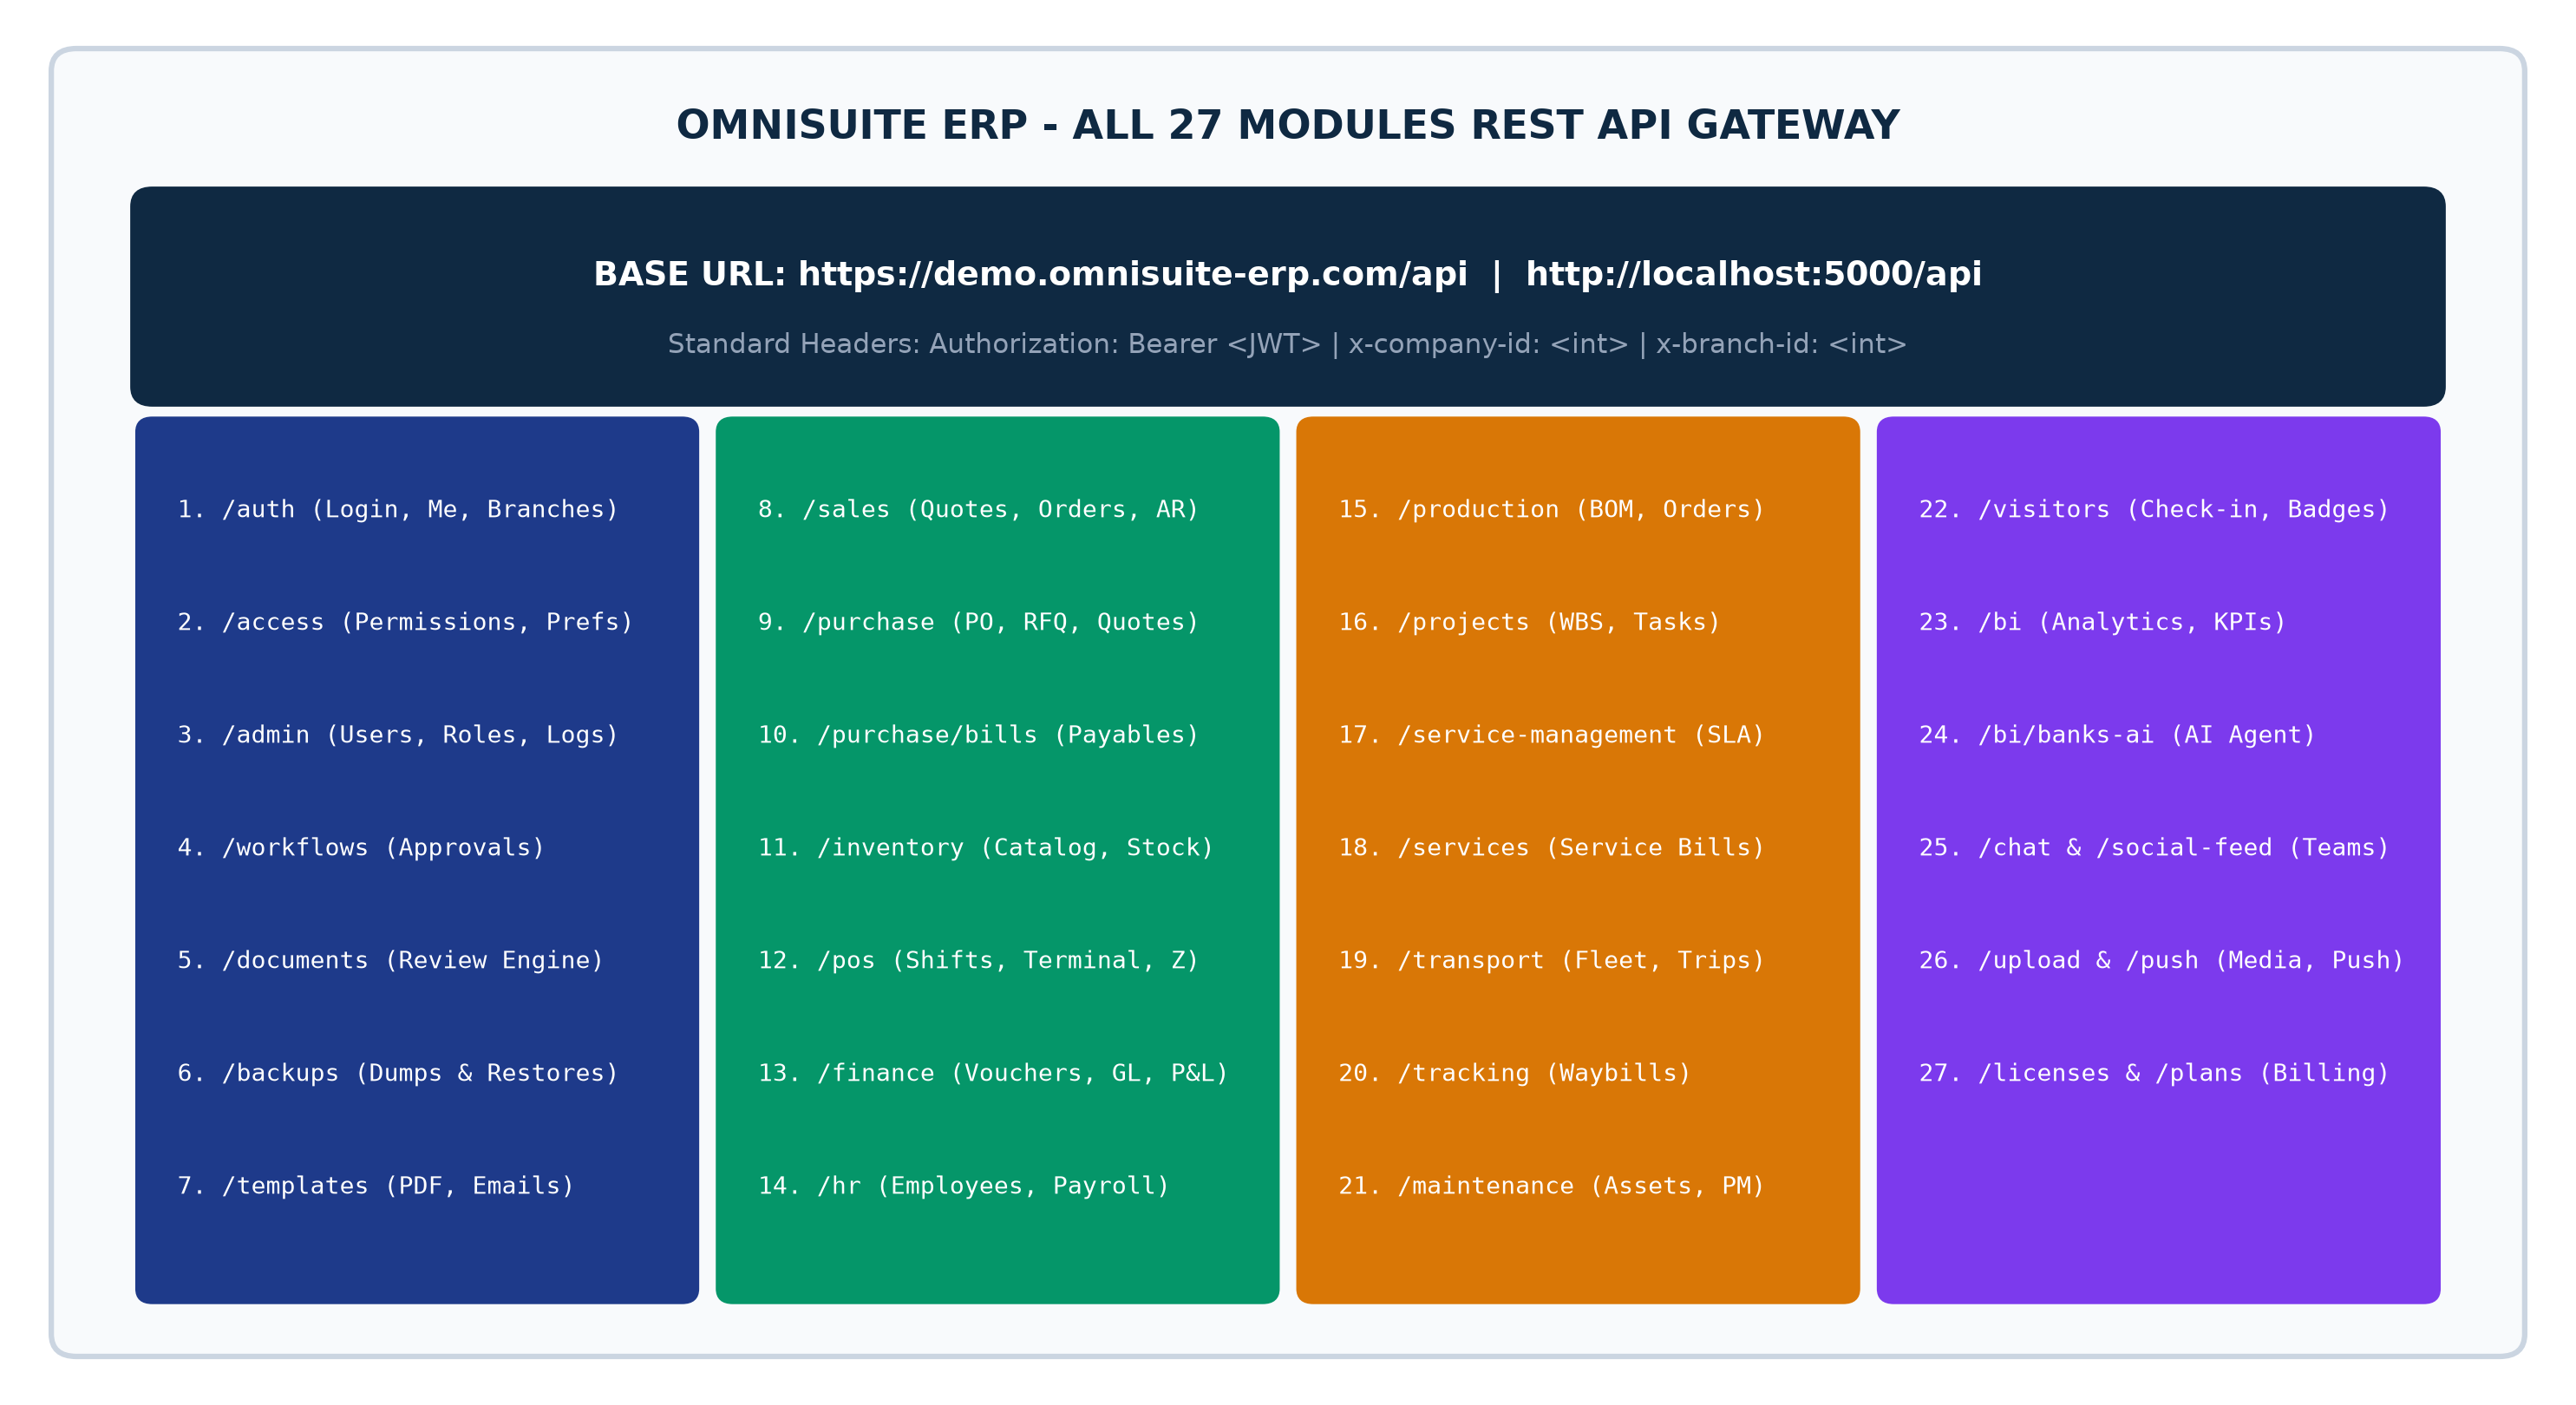 OMNISUITE ERP - ALL 27 MODULES REST API GATEWAY
BASE URL: https://demo.omnisuite-erp.com/api | http://localhost:5000/api
Standard Headers: Authorization: Bearer <JWT> | x-company-id: <int> | x-branch-id: <int>
1. /auth (Login, Me, Branches)
2. /access (Permissions, Prefs)
3. /admin (Users, Roles, Logs)
4. /workflows (Approvals)
5. /documents (Review Engine)
6. /backups (Dumps & Restores)
7. /templates (PDF, Emails)
8. /sales (Quotes, Orders, AR)
9. /purchase (PO, RFQ, Quotes)
10. /purchase/bills (Payables)
11. /inventory (Catalog, Stock)
12. /pos (Shifts, Terminal, Z)
13. /finance (Vouchers, GL, P&L)
14. /hr (Employees, Payroll)
15. /production (BOM, Orders)
16. /projects (WBS, Tasks)
17. /service-management (SLA)
18. /services (Service Bills)
19. /transport (Fleet, Trips)
20. /tracking (Waybills)
21. /maintenance (Assets, PM)
22. /visitors (Check-in, Badges)
23. /bi (Analytics, KPIs)
24. /bi/banks-ai (AI Agent)
25. /chat & /social-feed (Teams)
26. /upload & /push (Media, Push)
27. /licenses & /plans (Billing)